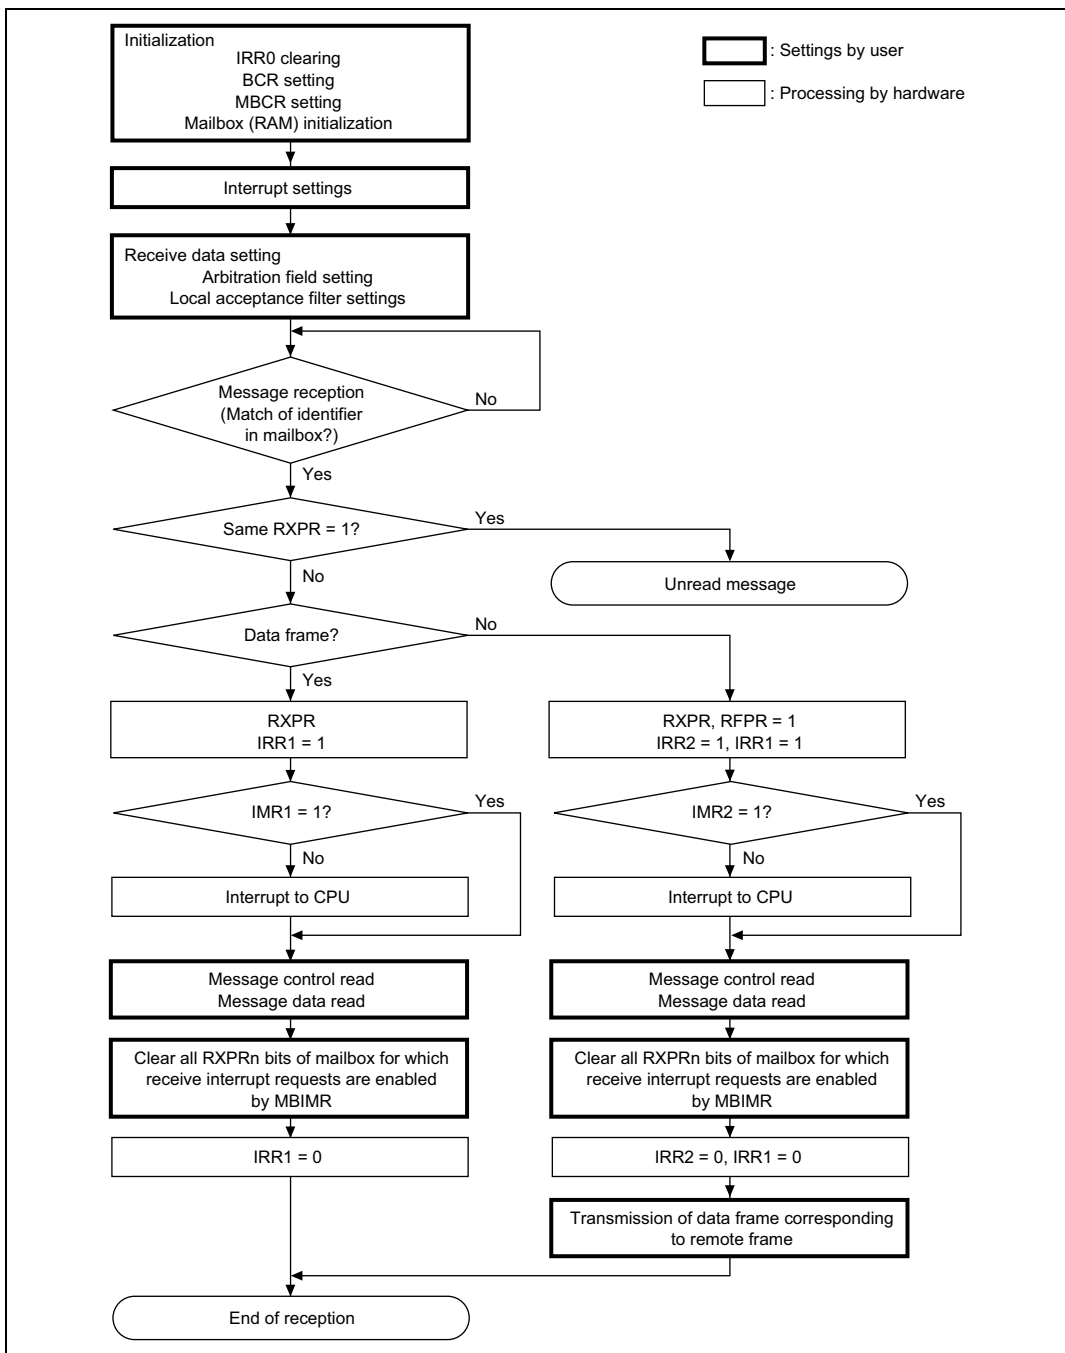 Initialization
IRR0 clearing
BCR setting
MBCR setting
Mailbox (RAM) initialization
: Settings by user
: Processing by hardware
Interrupt settings
Receive data setting
Arbitration field setting
Local acceptance filter settings
Message reception
(Match of identifier
in mailbox?)
No
Yes
Same RXPR = 1?
Yes
No
Unread message
Data frame?
No
Yes
RXPR
IRR1 = 1
RXPR, RFPR = 1
IRR2 = 1, IRR1 = 1
IMR1 = 1?
Yes
No
IMR2 = 1?
Yes
No
Interrupt to CPU
Interrupt to CPU
Message control read
Message data read
Message control read
Message data read
Clear all RXPRn bits of mailbox for which
receive interrupt requests are enabled
by MBIMR
Clear all RXPRn bits of mailbox for which
receive interrupt requests are enabled
by MBIMR
IRR1 = 0
IRR2 = 0, IRR1 = 0
Transmission of data frame corresponding
to remote frame
End of reception